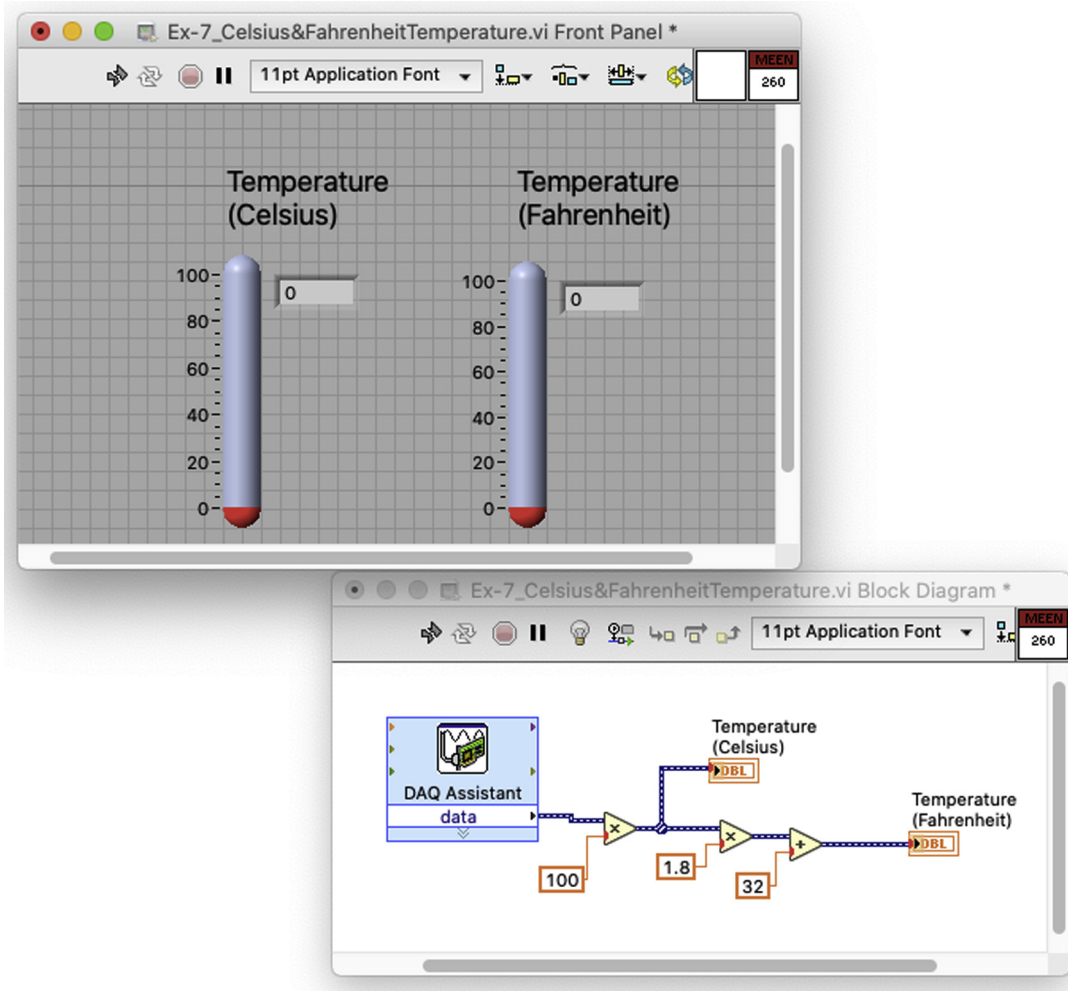 Ex-7_Celsius&FahrenheitTemperature.vi Front Panel *
11pt Application Font
MEEN
260
Temperature
(Celsius)
100
80
60
40
20
0
0
Temperature
(Fahrenheit)
100
80
60
40
20
0
0
Ex-7_Celsius&FahrenheitTemperature.vi Block Diagram *
11pt Application Font
MEEN
260
DAQ Assistant
data
100
×
Temperature
(Celsius)
DBL
1.8
×
32
+
Temperature
(Fahrenheit)
DBL